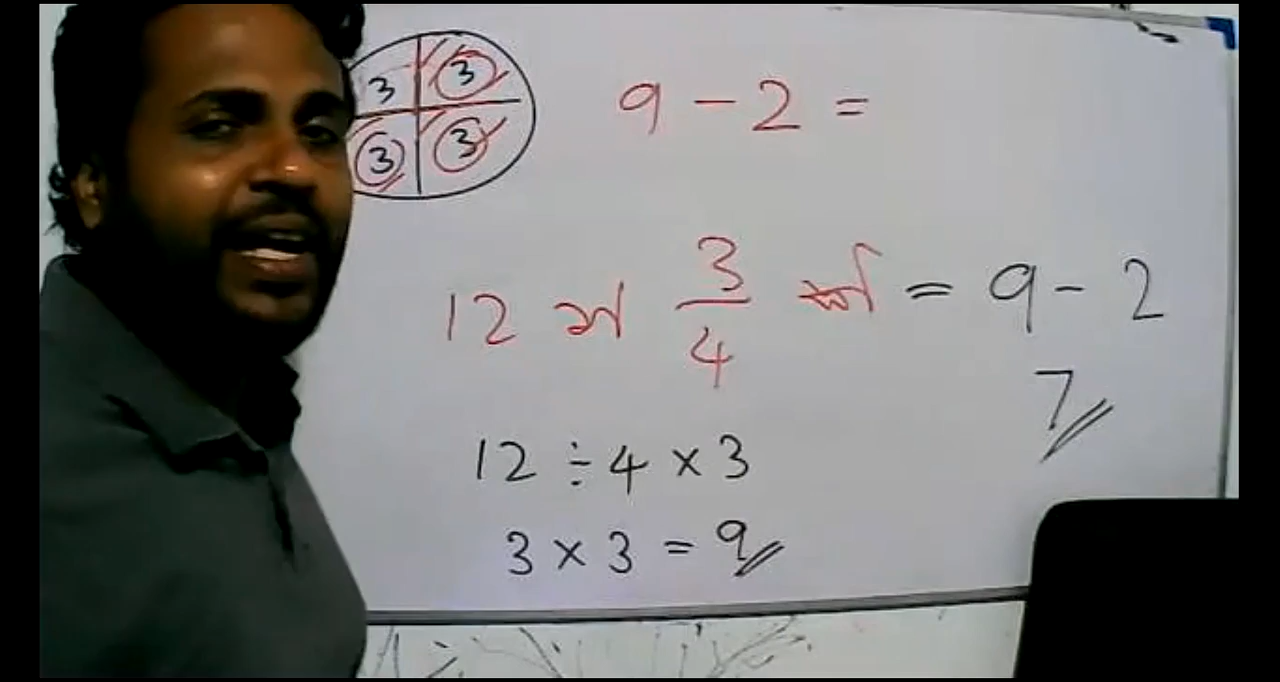 3 3
3 3
9 - 2 =
12 න් 3/4 ක් = 9 - 2
7
12 ÷ 4 × 3
3 × 3 = 9